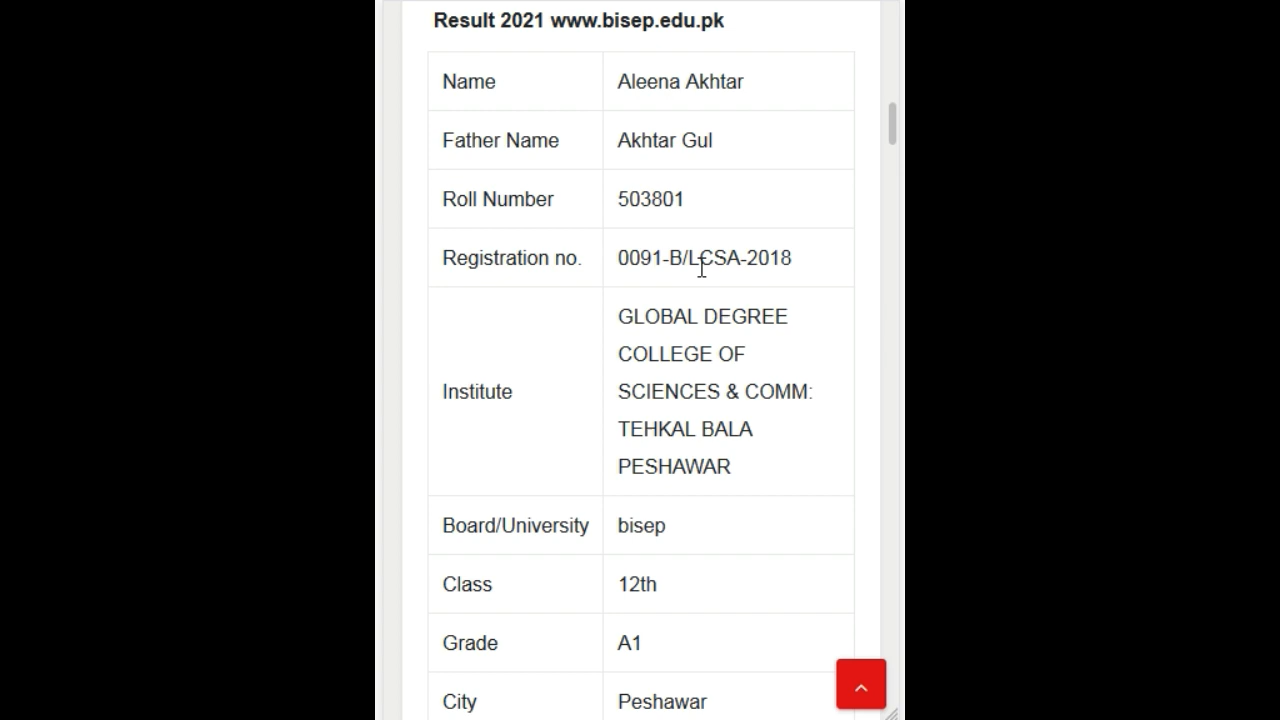 Result 2021 www.bisep.edu.pk
Name Aleena Akhtar
Father Name Akhtar Gul
Roll Number 503801
Registration no. 0091-B/LCSA-2018
Institute GLOBAL DEGREE
COLLEGE OF
SCIENCES & COMM:
TEHKAL BALA
PESHAWAR
Board/University bisep
Class 12th
Grade A1
City Peshawar